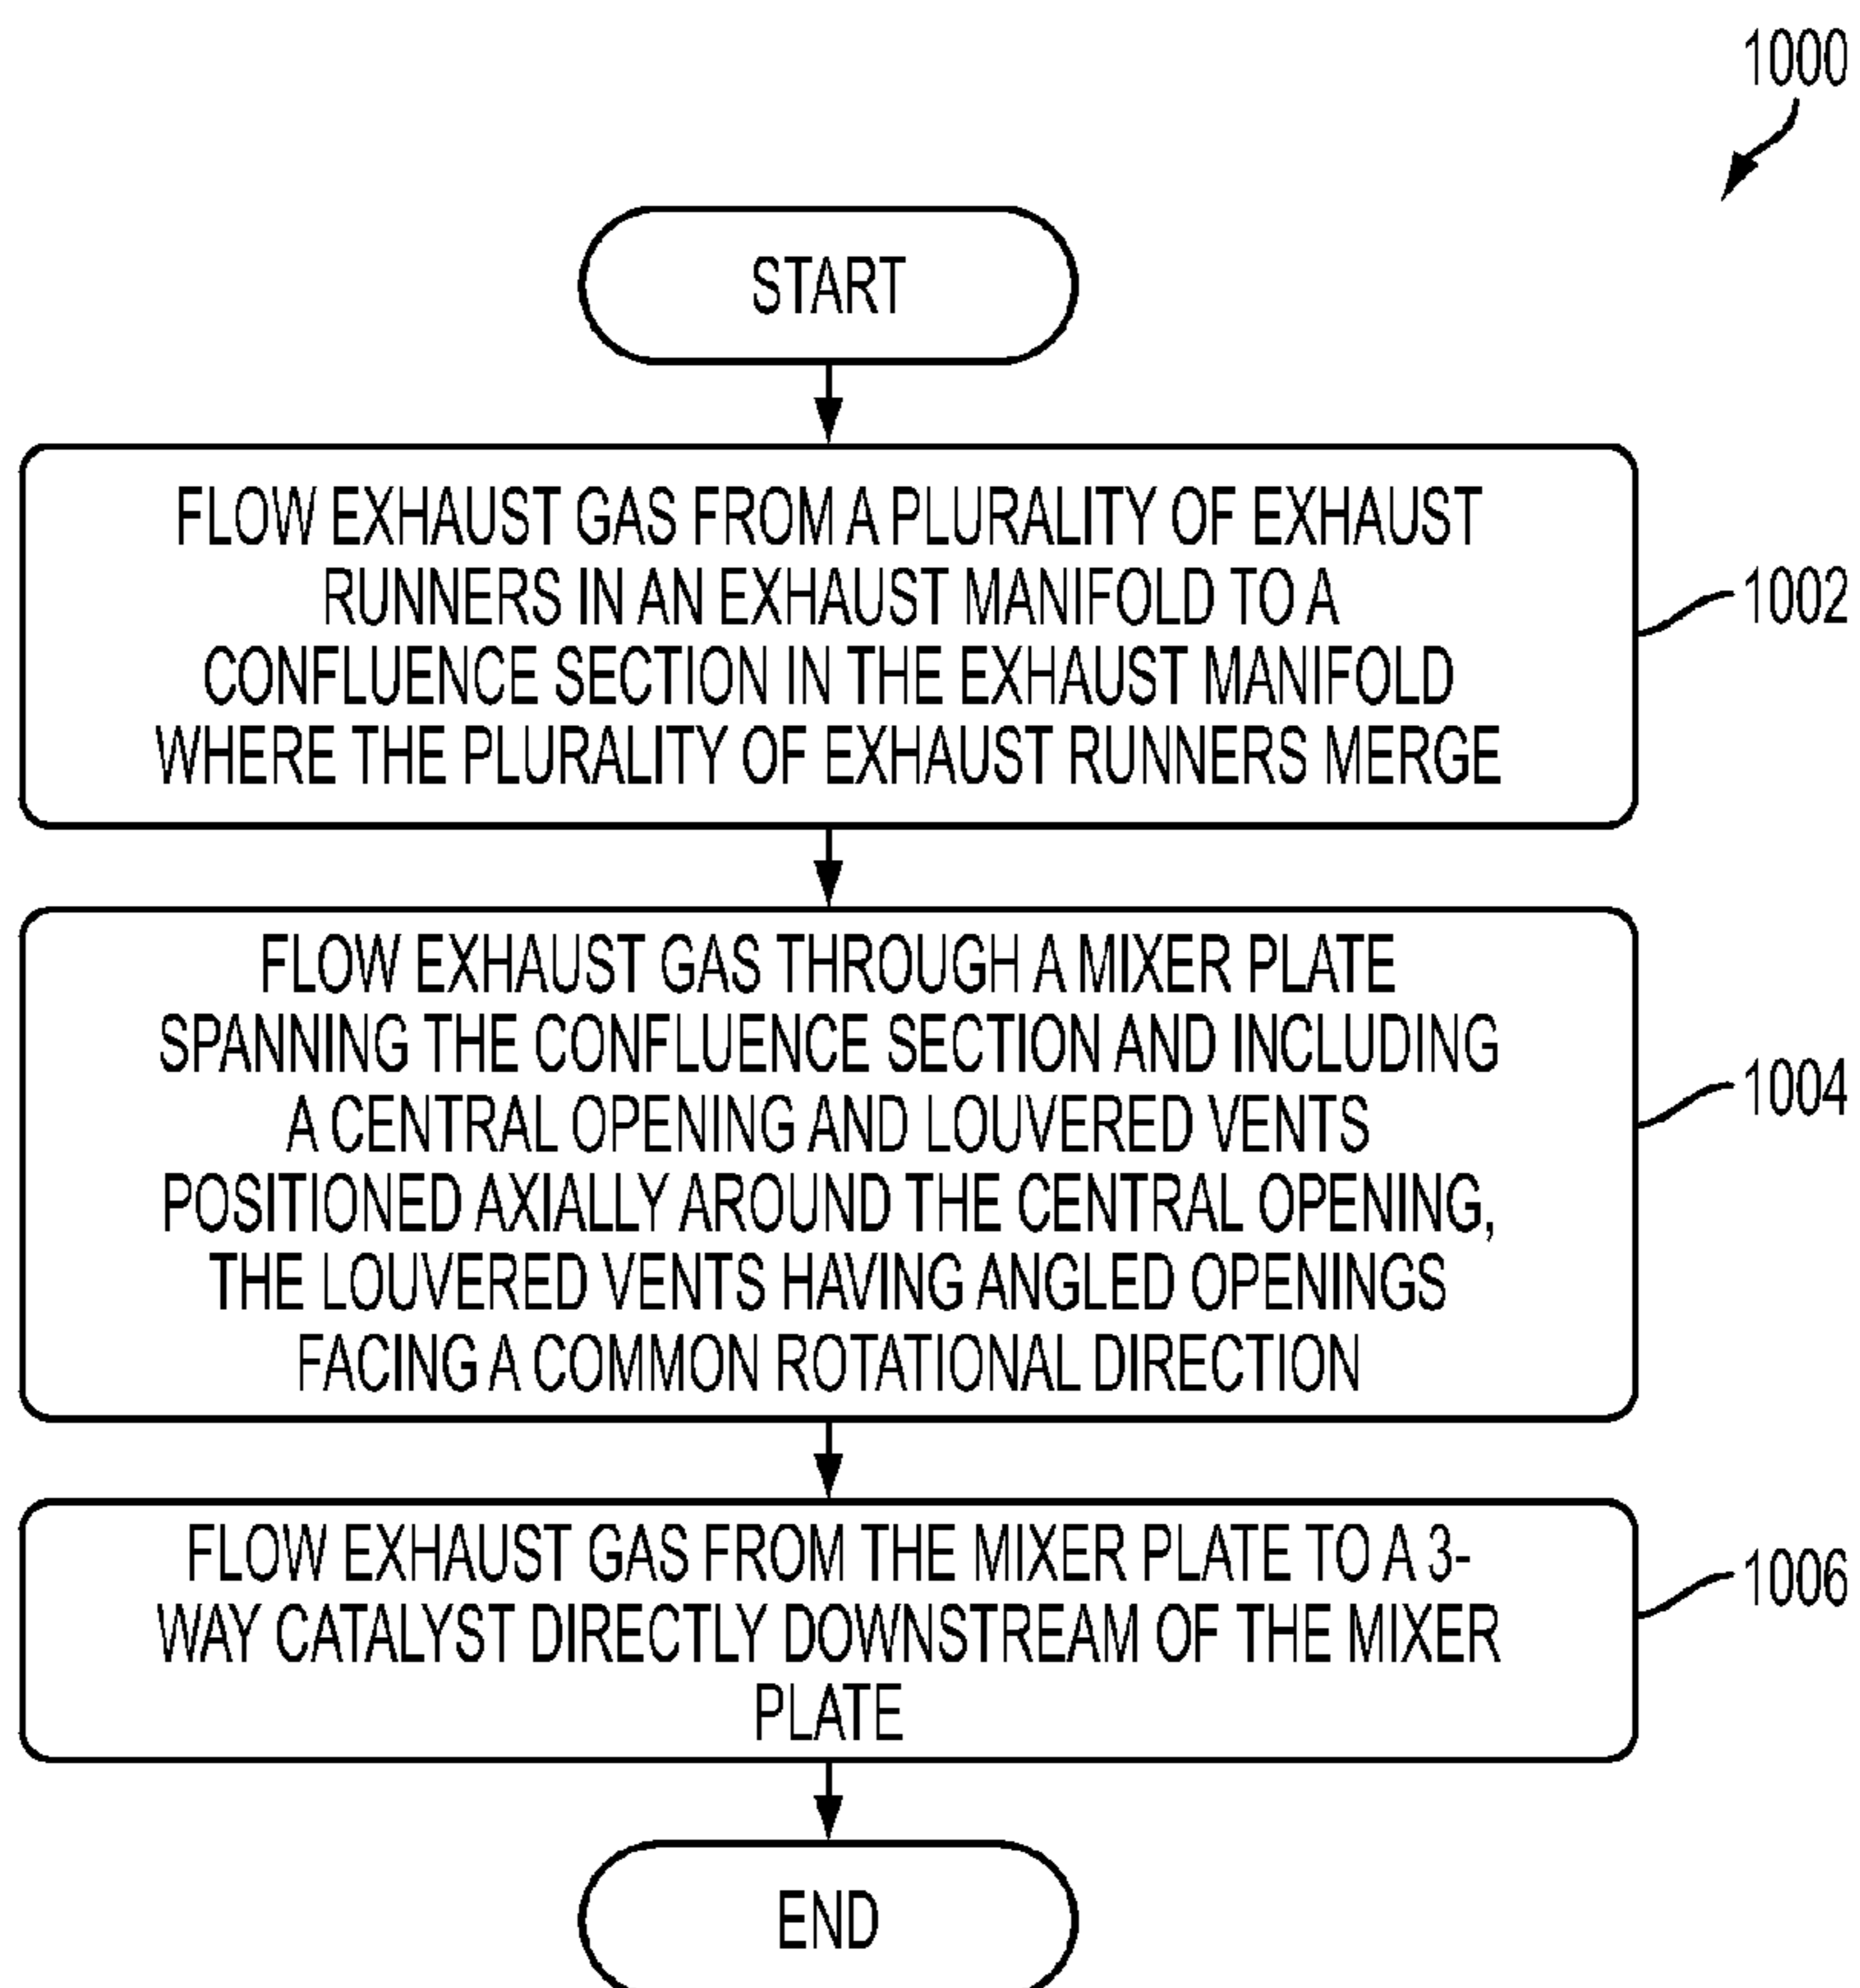 1000
START
FLOW EXHAUST GAS FROM A PLURALITY OF EXHAUST
RUNNERS IN AN EXHAUST MANIFOLD TO A
CONFLUENCE SECTION IN THE EXHAUST MANIFOLD
WHERE THE PLURALITY OF EXHAUST RUNNERS MERGE
1002
FLOW EXHAUST GAS THROUGH A MIXER PLATE
SPANNING THE CONFLUENCE SECTION AND INCLUDING
A CENTRAL OPENING AND LOUVERED VENTS
POSITIONED AXIALLY AROUND THE CENTRAL OPENING,
THE LOUVERED VENTS HAVING ANGLED OPENINGS
FACING A COMMON ROTATIONAL DIRECTION
1004
FLOW EXHAUST GAS FROM THE MIXER PLATE TO A 3-
WAY CATALYST DIRECTLY DOWNSTREAM OF THE MIXER
PLATE
1006
END